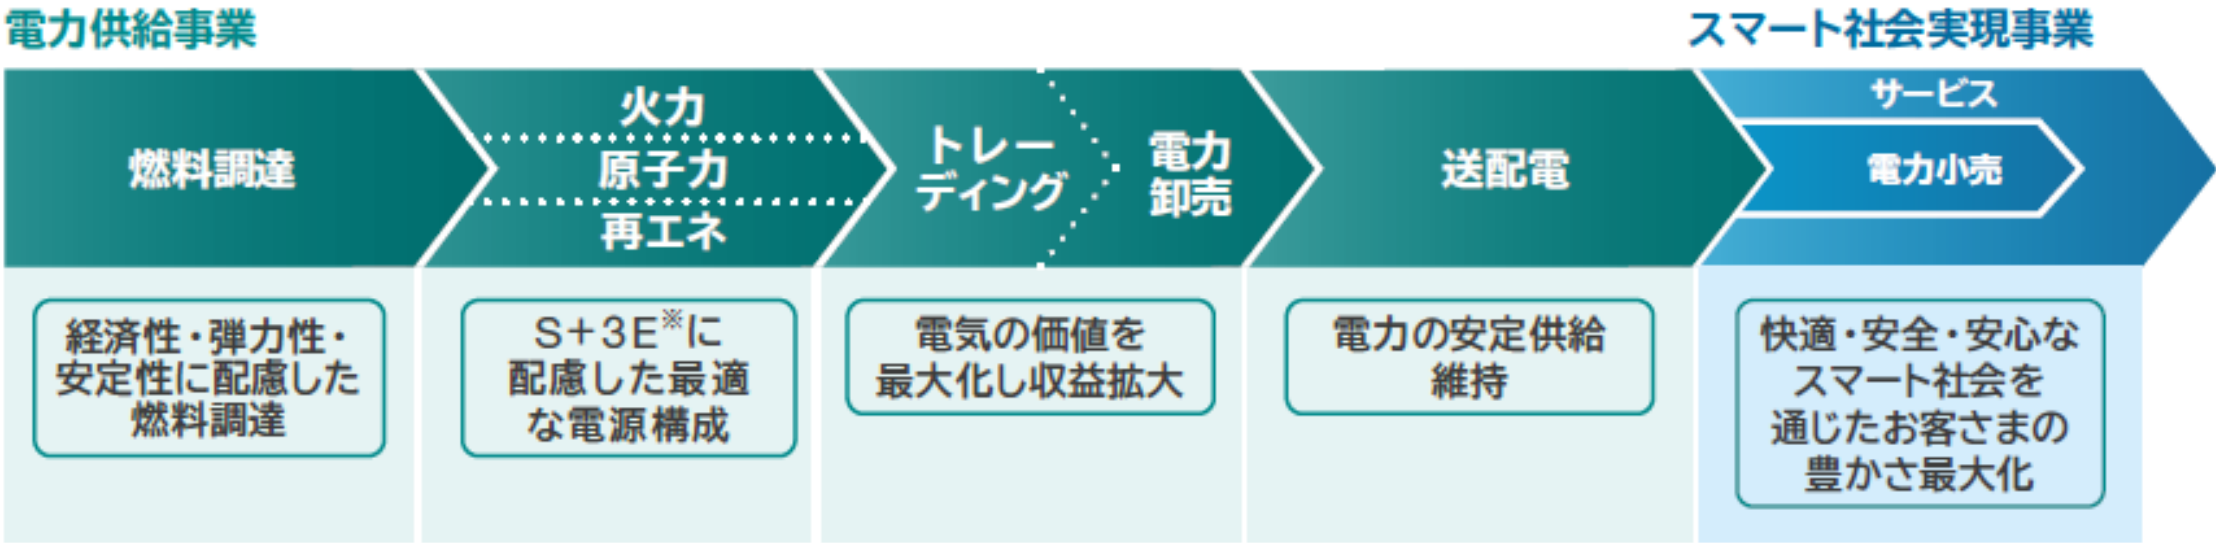 電力供給事業
スマート社会実現事業
燃料調達
火力
原子力
再エネ
トレー
ディング
電力
卸売
送配電
サービス
電力小売
経済性・弾力性・
安定性に配慮した
燃料調達
S+3E※に
配慮した最適
な電源構成
電気の価値を
最大化し収益拡大
電力の安定供給
維持
快適・安全・安心な
スマート社会を
通じたお客さまの
豊かさ最大化